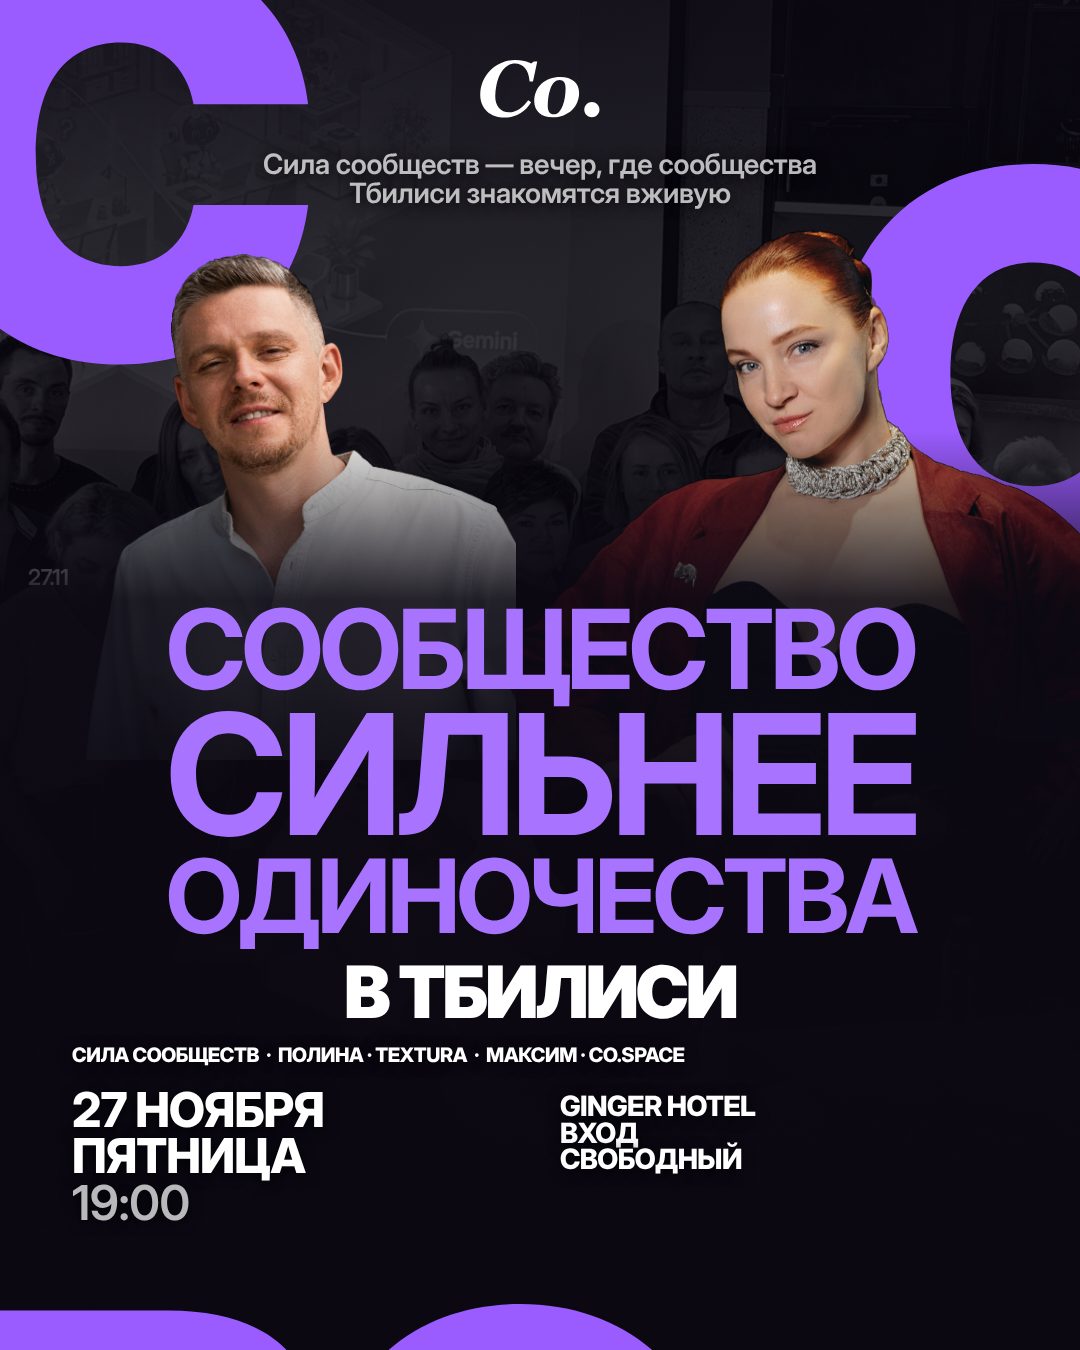 Co.
Сила сообществ — вечер, где сообщества
Тбилиси знакомятся вживую
Gemini
27.11
СООБЩЕСТВО
СИЛЬНЕЕ
ОДИНОЧЕСТВА
В ТБИЛИСИ
СИЛА СООБЩЕСТВ · ПОЛИНА · TEXTURA · МАКСИМ · CO.SPACE
27 НОЯБРЯ
ПЯТНИЦА
19:00
GINGER HOTEL
ВХОД
СВОБОДНЫЙ